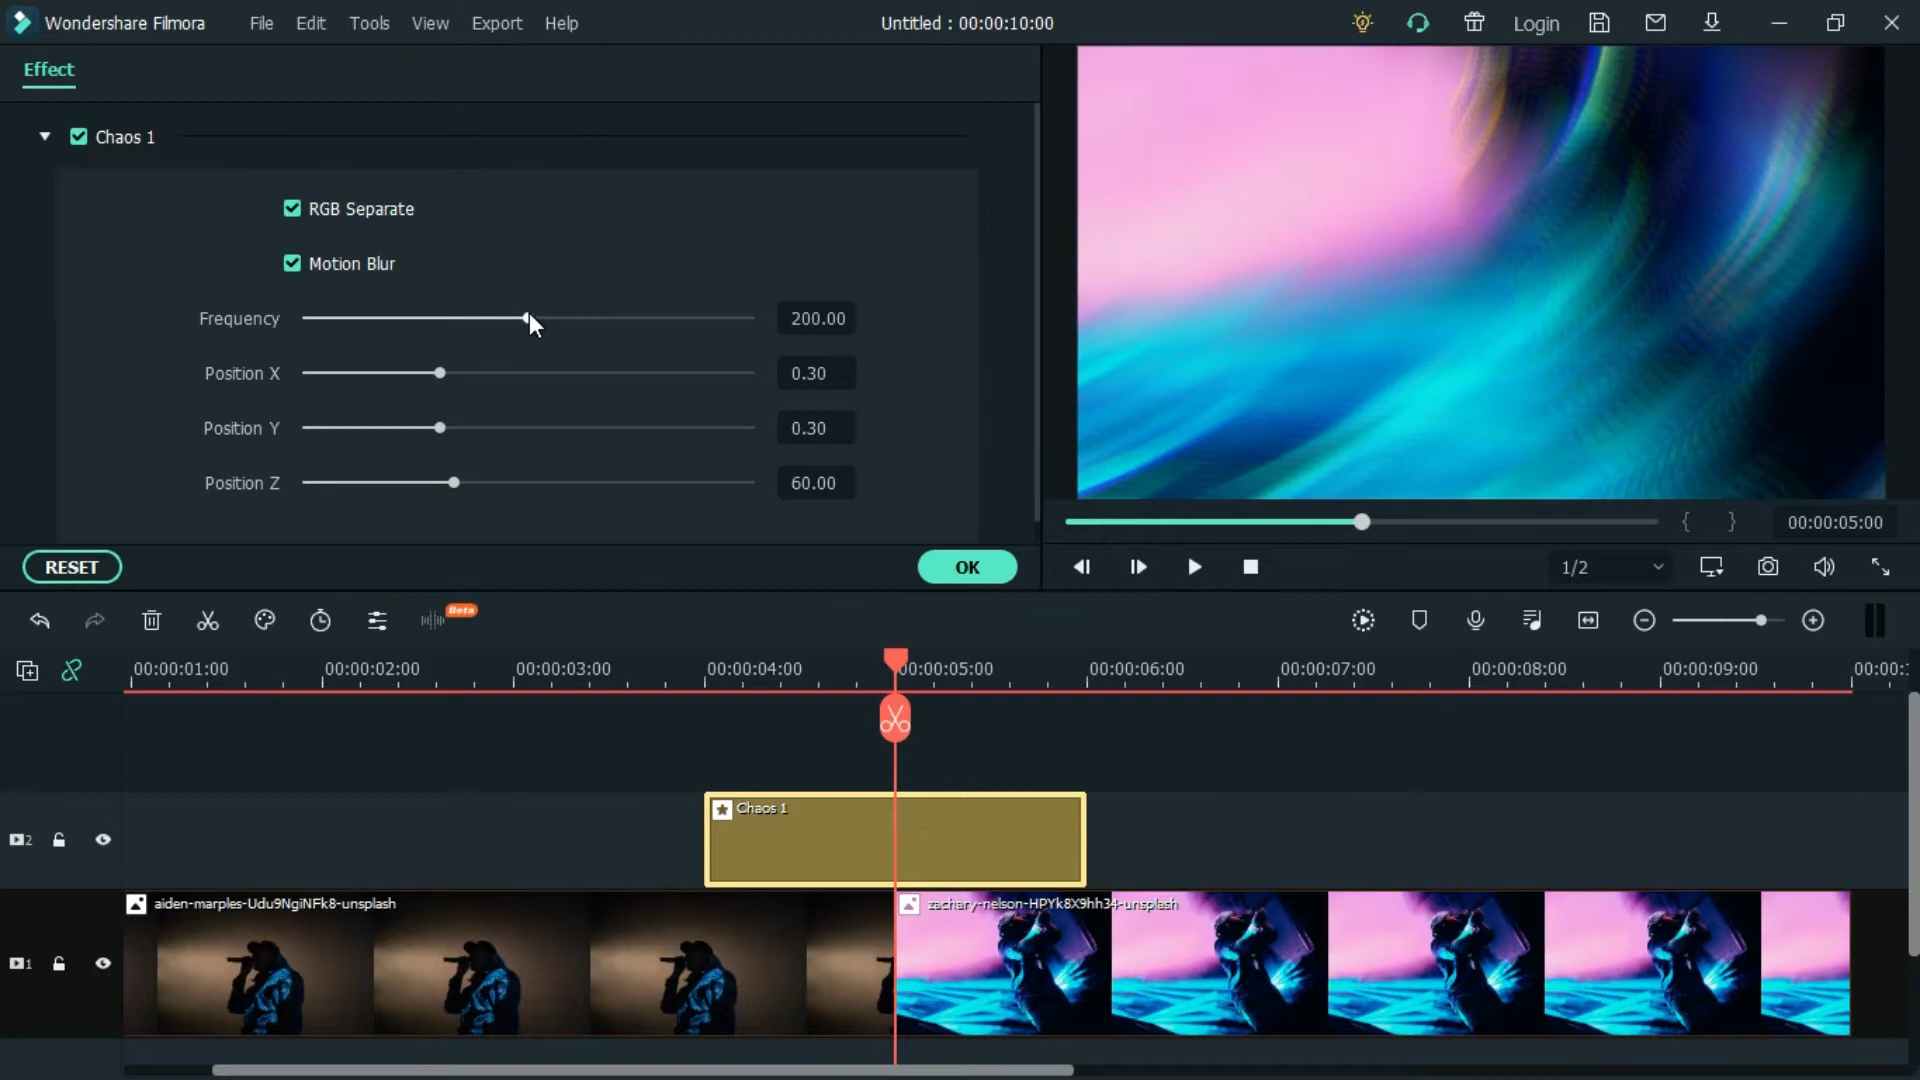 Wondershare Filmora File Edit Tools View Export Help Untitled : 00:00:10:00 Login
Effect
Chaos 1
RGB Separate
Motion Blur
Frequency 200.00
Position X 0.30
Position Y 0.30
Position Z 60.00
{ } 00:00:05:00
RESET OK 1/2
Beta
00:00:01:00 00:00:02:00 00:00:03:00 00:00:04:00 00:00:05:00 00:00:06:00 00:00:07:00 00:00:08:00 00:00:09:00 00:00:
Chaos 1
2
aiden-marples-Udu9NgiNFk8-unsplash zachary-nelson-HPYk8X9hh34-unsplash
1